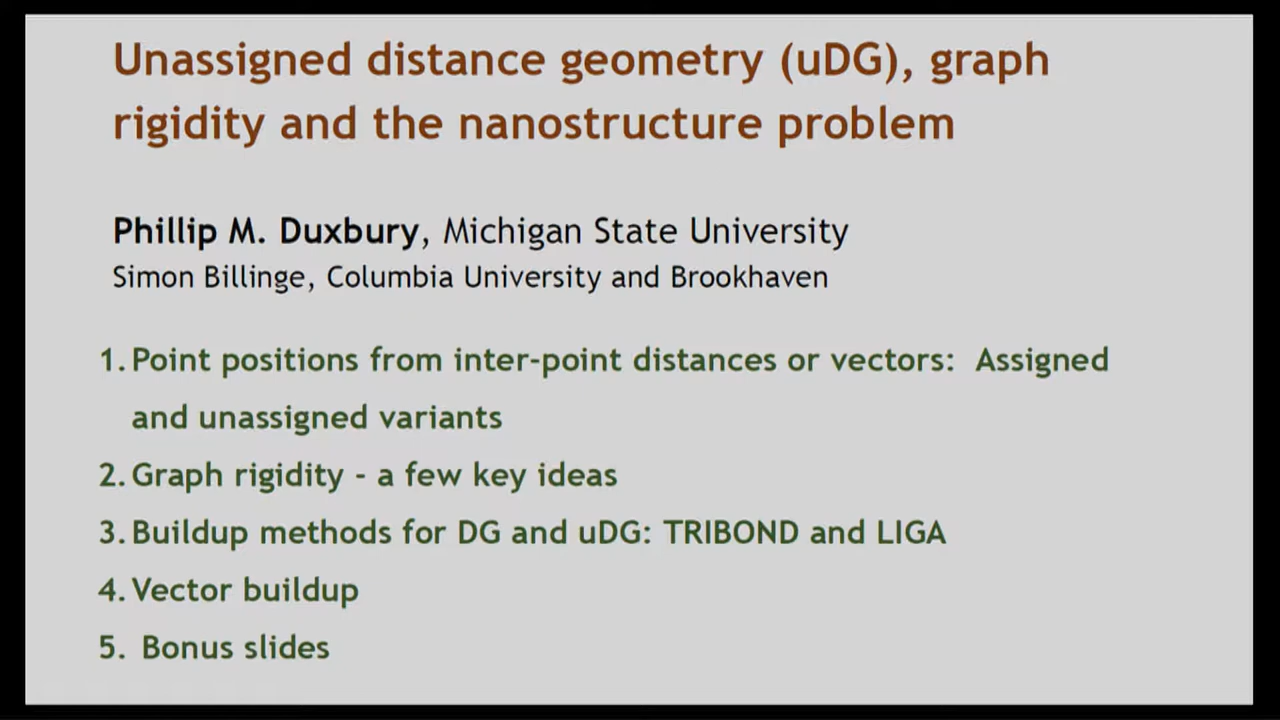 Unassigned distance geometry (uDG), graph
rigidity and the nanostructure problem
Phillip M. Duxbury, Michigan State University
Simon Billinge, Columbia University and Brookhaven
1. Point positions from inter-point distances or vectors: Assigned
and unassigned variants
2. Graph rigidity - a few key ideas
3. Buildup methods for DG and uDG: TRIBOND and LIGA
4. Vector buildup
5. Bonus slides